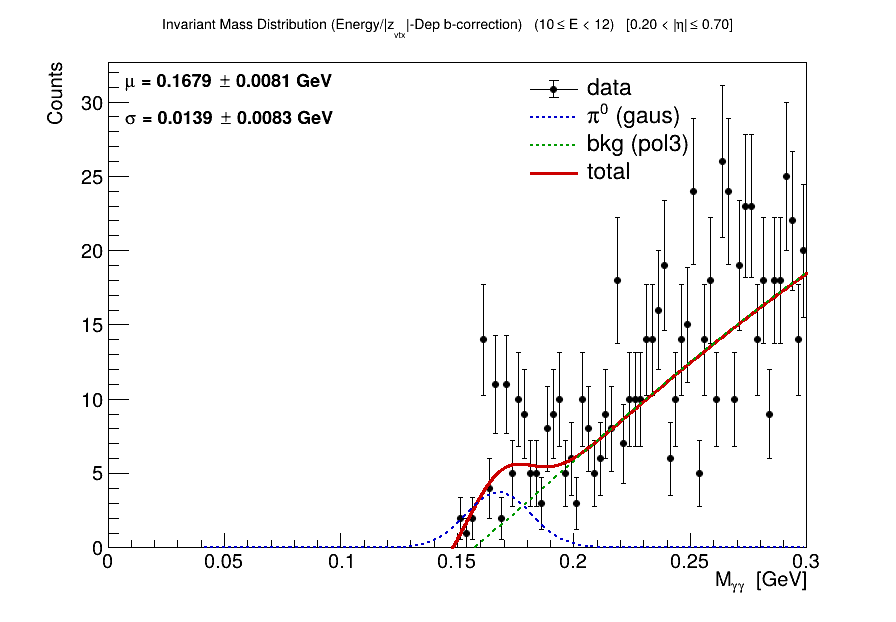 Invariant Mass Distribution (Energy/|z_vtx|-Dep b-correction) (10 ≤ E < 12) [0.20 < |η| ≤ 0.70]
Counts
μ = 0.1679 ± 0.0081 GeV
σ = 0.0139 ± 0.0083 GeV
data
π⁰ (gaus)
bkg (pol3)
total
30
25
20
15
10
5
0
0 0.05 0.1 0.15 0.2 0.25 0.3
M_γγ [GeV]